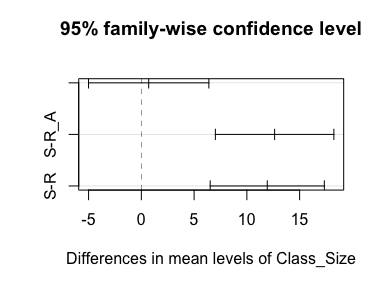 95% family-wise confidence level
S-R_A
S-R
-5 0 5 10 15
Differences in mean levels of Class_Size